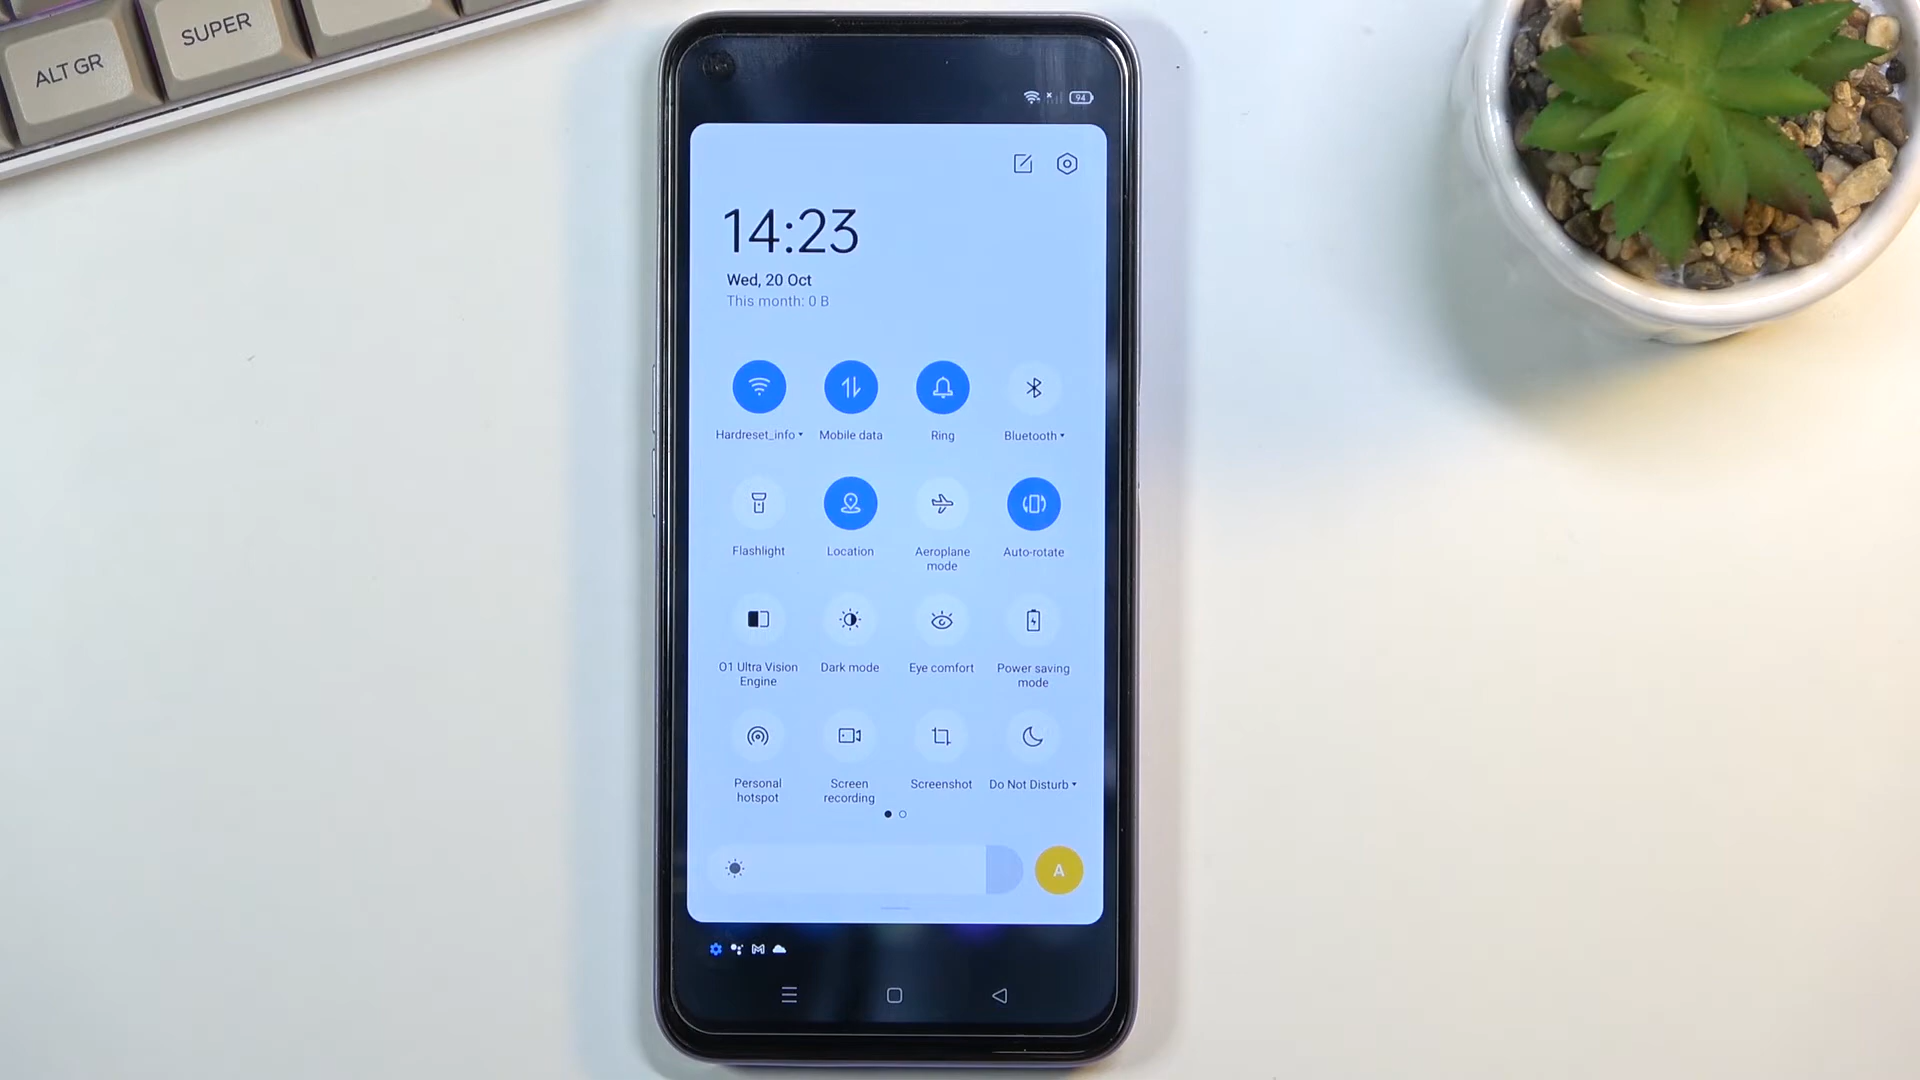 ALT GR
SUPER
94
14:23
Wed, 20 Oct
This month: 0 B
Hardreset_info
Mobile data
Ring
Bluetooth
Flashlight
Location
Aeroplane
mode
Auto-rotate
O1 Ultra Vision
Engine
Dark mode
Eye comfort
Power saving
mode
Personal
hotspot
Screen
recording
Screenshot
Do Not Disturb
A